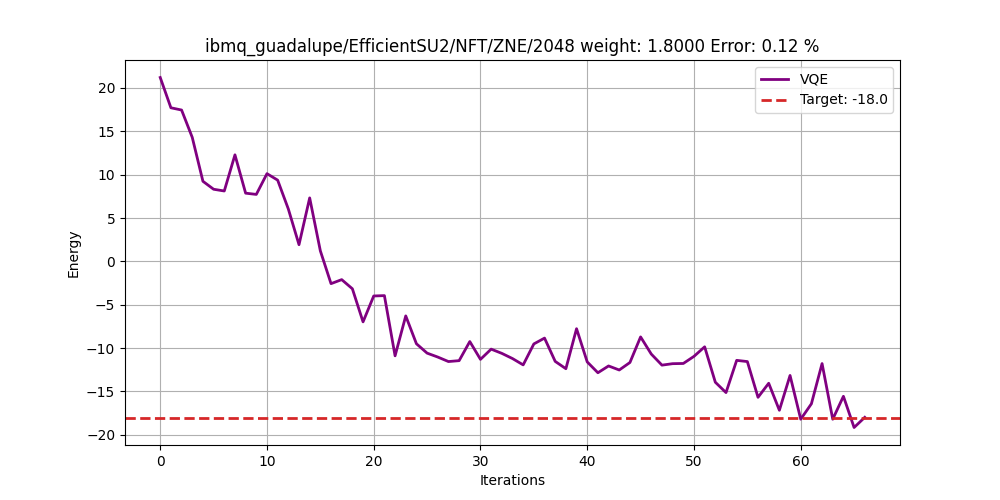 ibmq_guadalupe/EfficientSU2/NFT/ZNE/2048 weight: 1.8000 Error: 0.12 %
VQE
Target: -18.0
Energy
20
15
10
5
0
−5
−10
−15
−20
0 10 20 30 40 50 60
Iterations